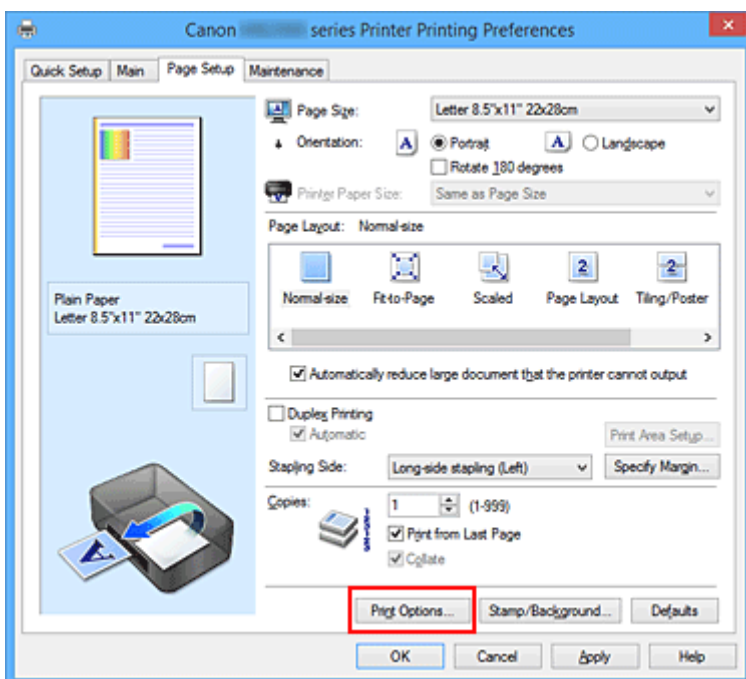 Canon series Printer Printing Preferences
Quick Setup Main Page Setup Maintenance
Page Size: Letter 8.5"x11" 22x28cm
Orientation: A Portrait A Landscape
Rotate 180 degrees
Printer Paper Size: Same as Page Size
Page Layout: Normal-size
2 2
Normal-size Fit-to-Page Scaled Page Layout Tiling/Poster
Plain Paper
Letter 8.5"x11" 22x28cm
Automatically reduce large document that the printer cannot output
Duplex Printing
Automatic Print Area Setup...
Stapling Side: Long-side stapling (Left) Specify Margin...
Copies: 1 (1-999)
Print from Last Page
Collate
A
Print Options... Stamp/Background... Defaults
OK Cancel Apply Help